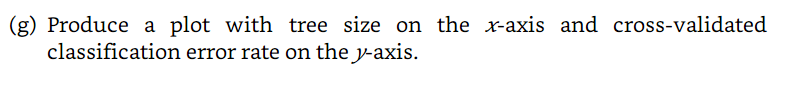 (g) Produce a plot with tree size on the x-axis and cross-validated
classification error rate on the y-axis.